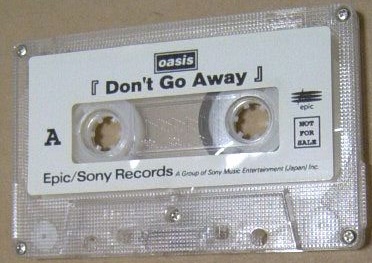 oasis
『 Don't Go Away 』
epic
A
NOT
FOR
SALE
Epic/Sony Records A Group of Sony Music Entertainment (Japan) Inc.